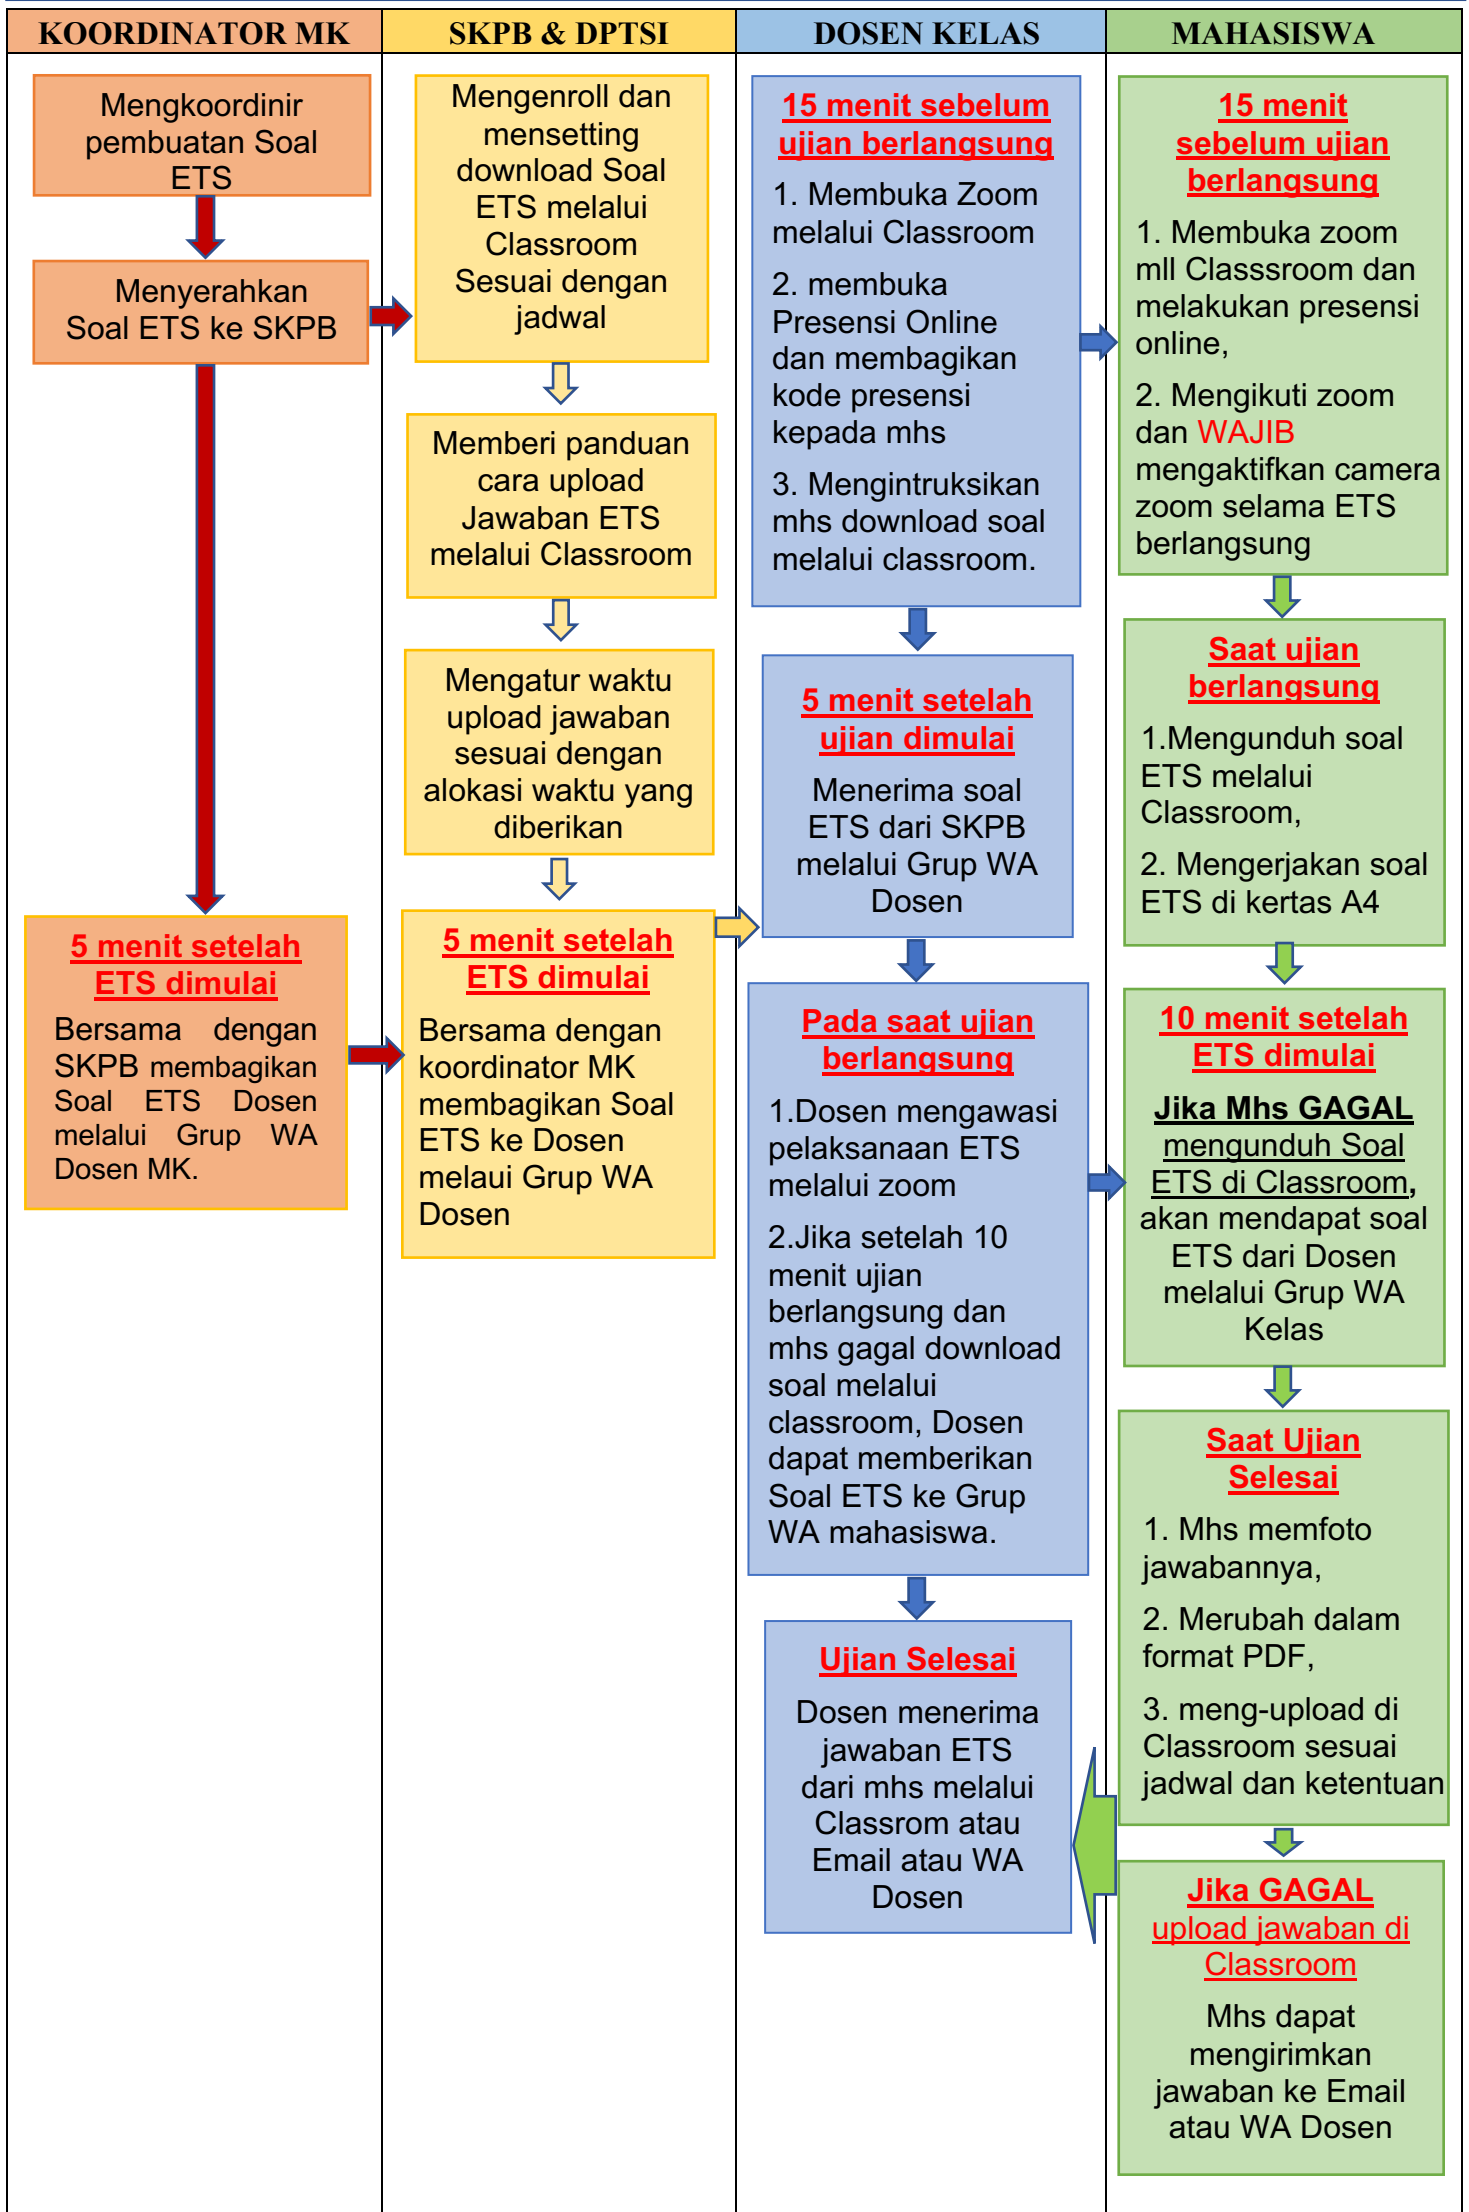 KOORDINATOR MK
SKPB & DPTSI
DOSEN KELAS
MAHASISWA
Mengkoordinir
pembuatan Soal
ETS
Menyerahkan
Soal ETS ke SKPB
5 menit setelah
ETS dimulai
Bersama dengan
SKPB membagikan
Soal ETS Dosen
melalui Grup WA
Dosen MK.
Mengenroll dan
mensetting
download Soal
ETS melalui
Classroom
Sesuai dengan
jadwal
Memberi panduan
cara upload
Jawaban ETS
melalui Classroom
Mengatur waktu
upload jawaban
sesuai dengan
alokasi waktu yang
diberikan
5 menit setelah
ETS dimulai
Bersama dengan
koordinator MK
membagikan Soal
ETS ke Dosen
melaui Grup WA
Dosen
15 menit sebelum
ujian berlangsung
1. Membuka Zoom
melalui Classroom
2. membuka
Presensi Online
dan membagikan
kode presensi
kepada mhs
3. Mengintruksikan
mhs download soal
melalui classroom.
5 menit setelah
ujian dimulai
Menerima soal
ETS dari SKPB
melalui Grup WA
Dosen
Pada saat ujian
berlangsung
1.Dosen mengawasi
pelaksanaan ETS
melalui zoom
2.Jika setelah 10
menit ujian
berlangsung dan
mhs gagal download
soal melalui
classroom, Dosen
dapat memberikan
Soal ETS ke Grup
WA mahasiswa.
Ujian Selesai
Dosen menerima
jawaban ETS
dari mhs melalui
Classrom atau
Email atau WA
Dosen
15 menit
sebelum ujian
berlangsung
1. Membuka zoom
mll Classsroom dan
melakukan presensi
online,
2. Mengikuti zoom
dan WAJIB
mengaktifkan camera
zoom selama ETS
berlangsung
Saat ujian
berlangsung
1.Mengunduh soal
ETS melalui
Classroom,
2. Mengerjakan soal
ETS di kertas A4
10 menit setelah
ETS dimulai
Jika Mhs GAGAL
mengunduh Soal
ETS di Classroom,
akan mendapat soal
ETS dari Dosen
melalui Grup WA
Kelas
Saat Ujian
Selesai
1. Mhs memfoto
jawabannya,
2. Merubah dalam
format PDF,
3. meng-upload di
Classroom sesuai
jadwal dan ketentuan
Jika GAGAL
upload jawaban di
Classroom
Mhs dapat
mengirimkan
jawaban ke Email
atau WA Dosen